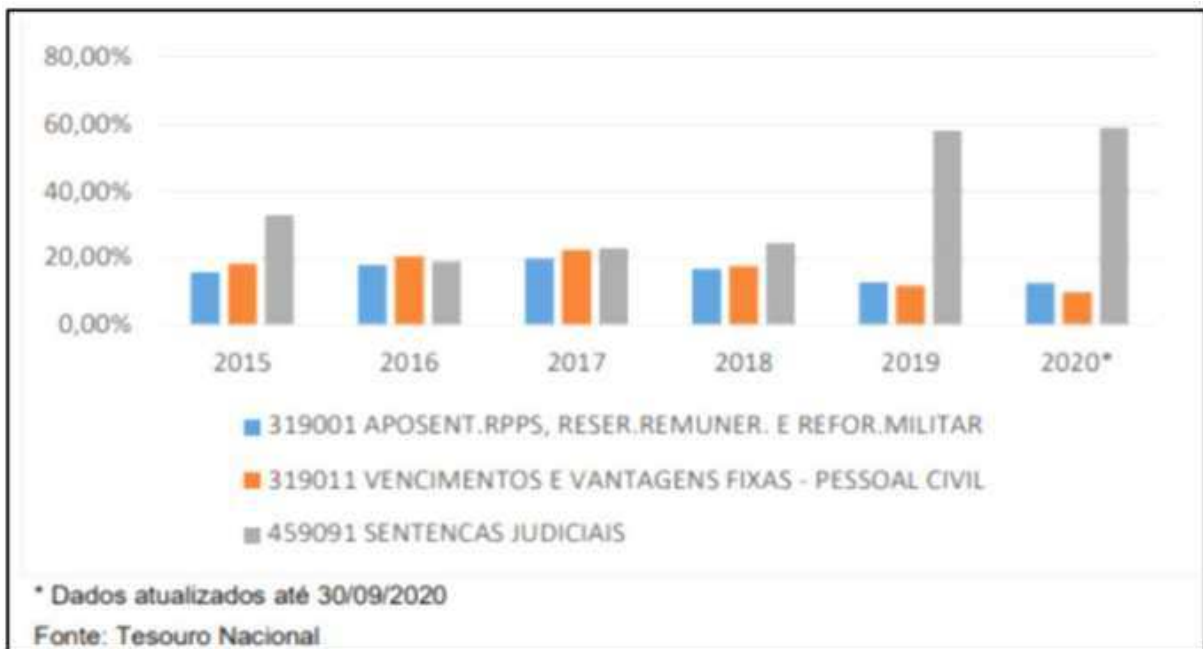 80,00%
60,00%
40,00%
20,00%
0,00%
2015 2016 2017 2018 2019 2020*
319001 APOSENT.RPPS, RESER.REMUNER. E REFOR.MILITAR
319011 VENCIMENTOS E VANTAGENS FIXAS - PESSOAL CIVIL
459091 SENTENCAS JUDICIAIS
* Dados atualizados até 30/09/2020
Fonte: Tesouro Nacional